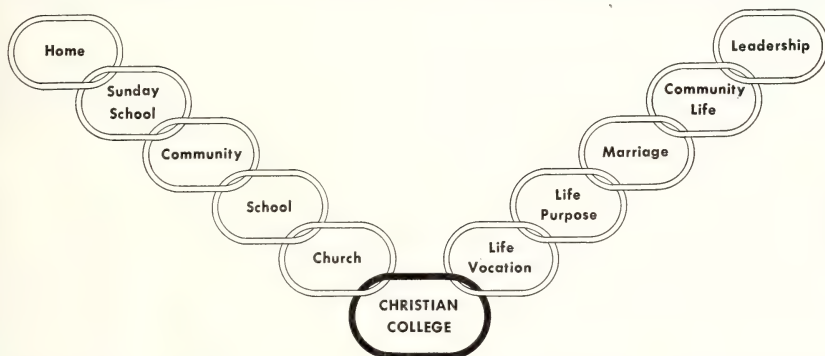 Home
Sunday
School
Community
School
Church
CHRISTIAN
COLLEGE
Life
Vocation
Life
Purpose
Marriage
Community
Life
Leadership